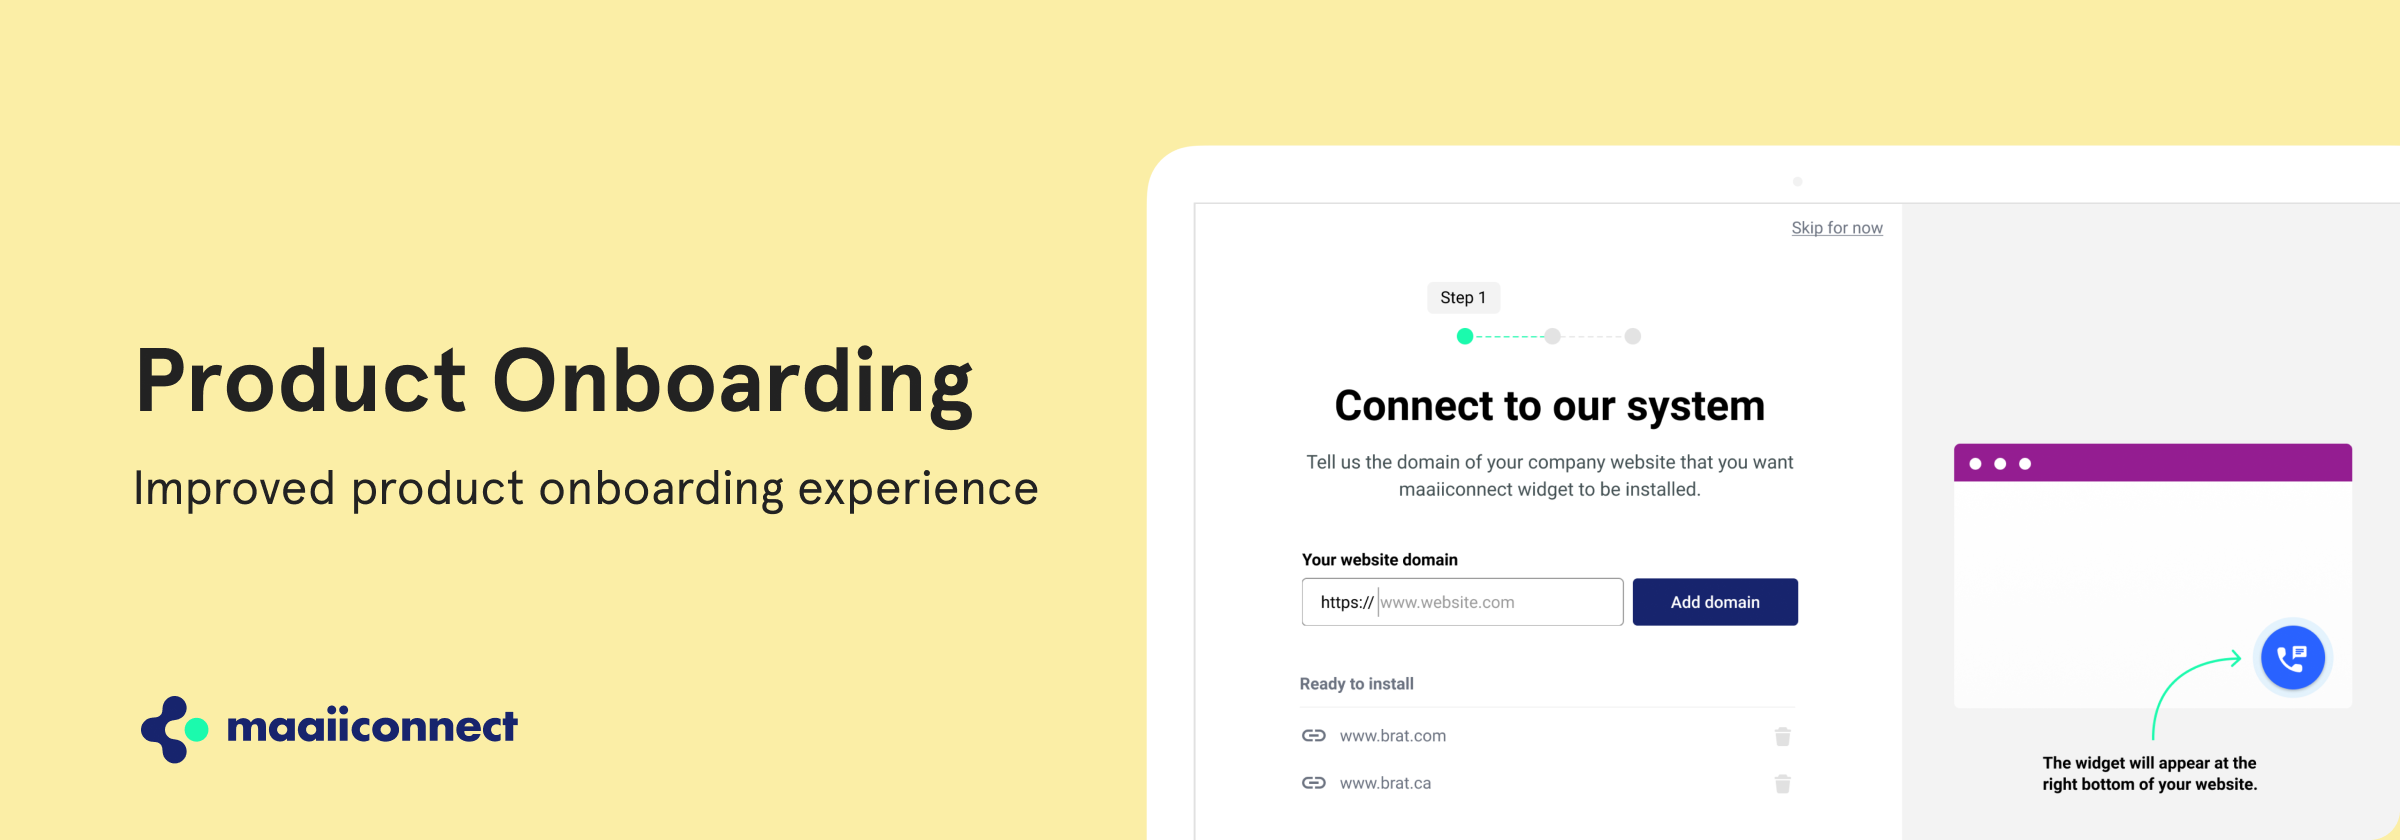 Product Onboarding
Improved product onboarding experience
maaiiconnect
Skip for now
Step 1
Connect to our system
Tell us the domain of your company website that you want
maaiiconnect widget to be installed.
Your website domain
https:// www.website.com
Add domain
Ready to install
www.brat.com
www.brat.ca
The widget will appear at the
right bottom of your website.